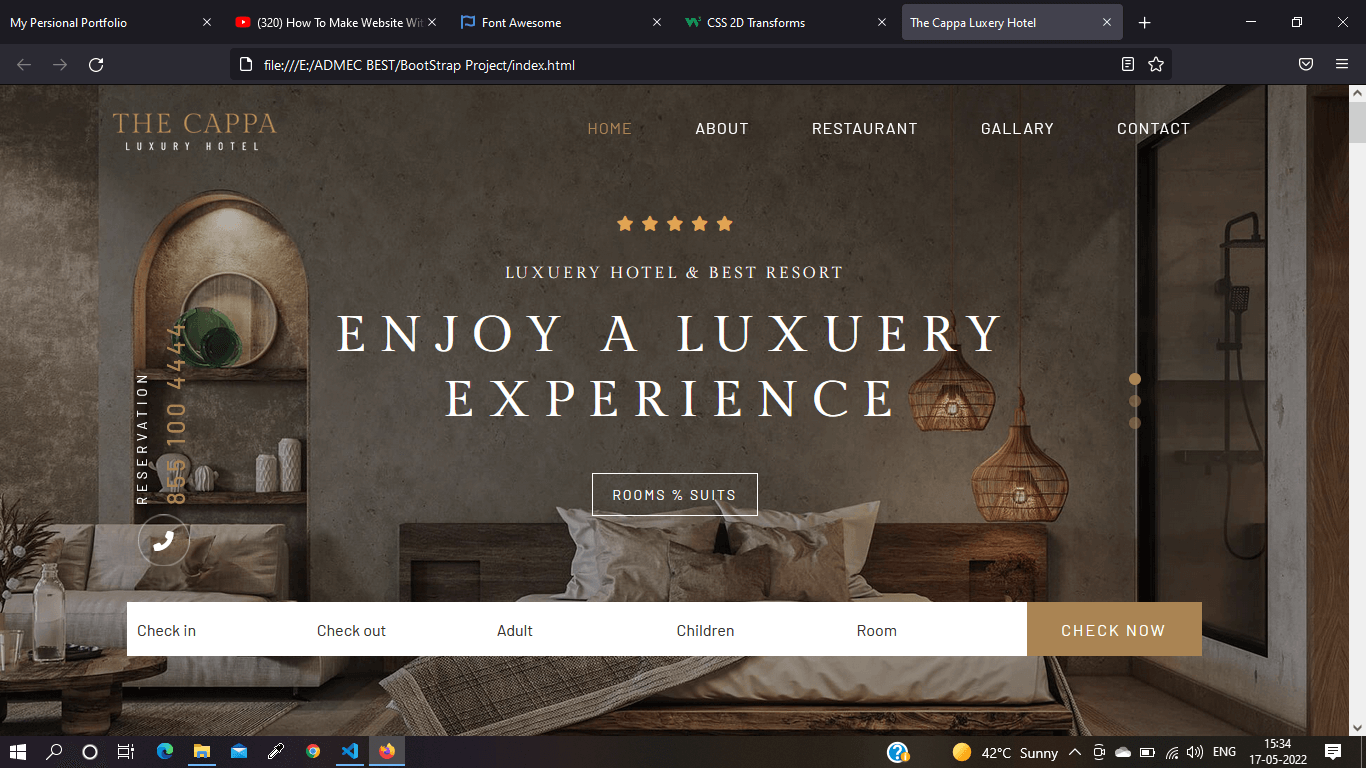 My Perisonal Portfolio
(320) How To Make Website Wit
Font Awesome
CSS 2D Transforms
The Cappa Luxery Hotel
file:///E:/ADMEC BEST/BootStrap Project/index.html
THE CAPPA
LUXURY HOTEL
HOME
ABOUT
RESTAURANT
GALLARY
CONTACT
LUXUERY HOTEL & BEST RESORT
ENJOY A LUXUERY
EXPERIENCE
RESERVATION
855 100 4444
ROOMS % SUITS
Check in
Check out
Adult
Children
Room
CHECK NOW
42°C Sunny
ENG
15:34
17-05-2022